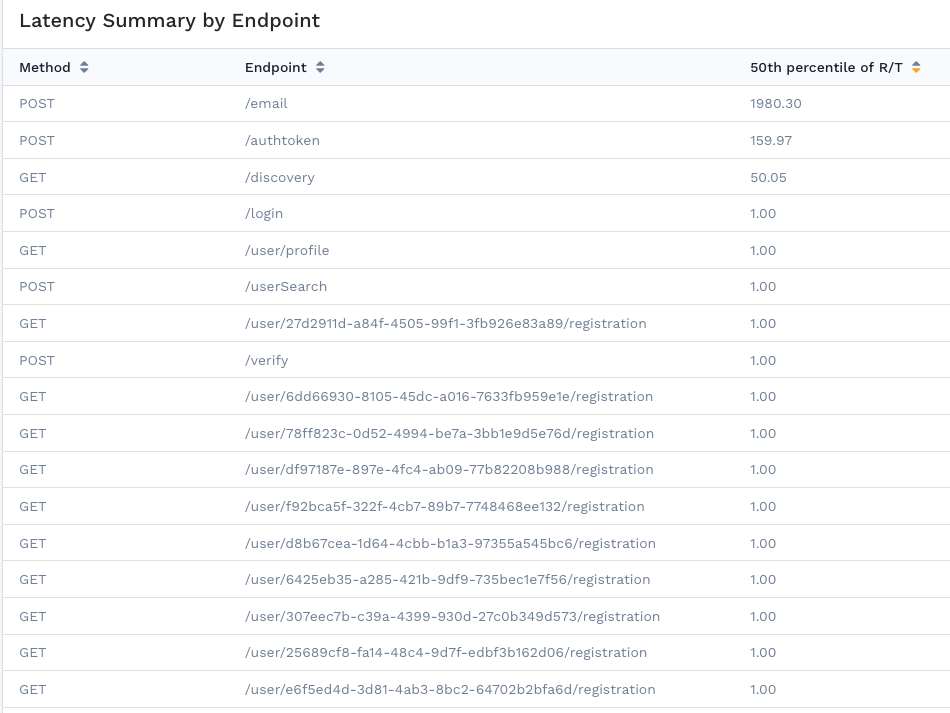 Latency Summary by Endpoint
Method Endpoint 50th percentile of R/T
POST /email 1980.30
POST /authtoken 159.97
GET /discovery 50.05
POST /login 1.00
GET /user/profile 1.00
POST /userSearch 1.00
GET /user/27d2911d-a84f-4505-99f1-3fb926e83a89/registration 1.00
POST /verify 1.00
GET /user/6dd66930-8105-45dc-a016-7633fb959e1e/registration 1.00
GET /user/78ff823c-0d52-4994-be7a-3bb1e9d5e76d/registration 1.00
GET /user/df97187e-897e-4fc4-ab09-77b82208b988/registration 1.00
GET /user/f92bca5f-322f-4cb7-89b7-7748468ee132/registration 1.00
GET /user/d8b67cea-1d64-4cbb-b1a3-97355a545bc6/registration 1.00
GET /user/6425eb35-a285-421b-9df9-735bec1e7f56/registration 1.00
GET /user/307eec7b-c39a-4399-930d-27c0b349d573/registration 1.00
GET /user/25689cf8-fa14-48c4-9d7f-edbf3b162d06/registration 1.00
GET /user/e6f5ed4d-3d81-4ab3-8bc2-64702b2bfa6d/registration 1.00